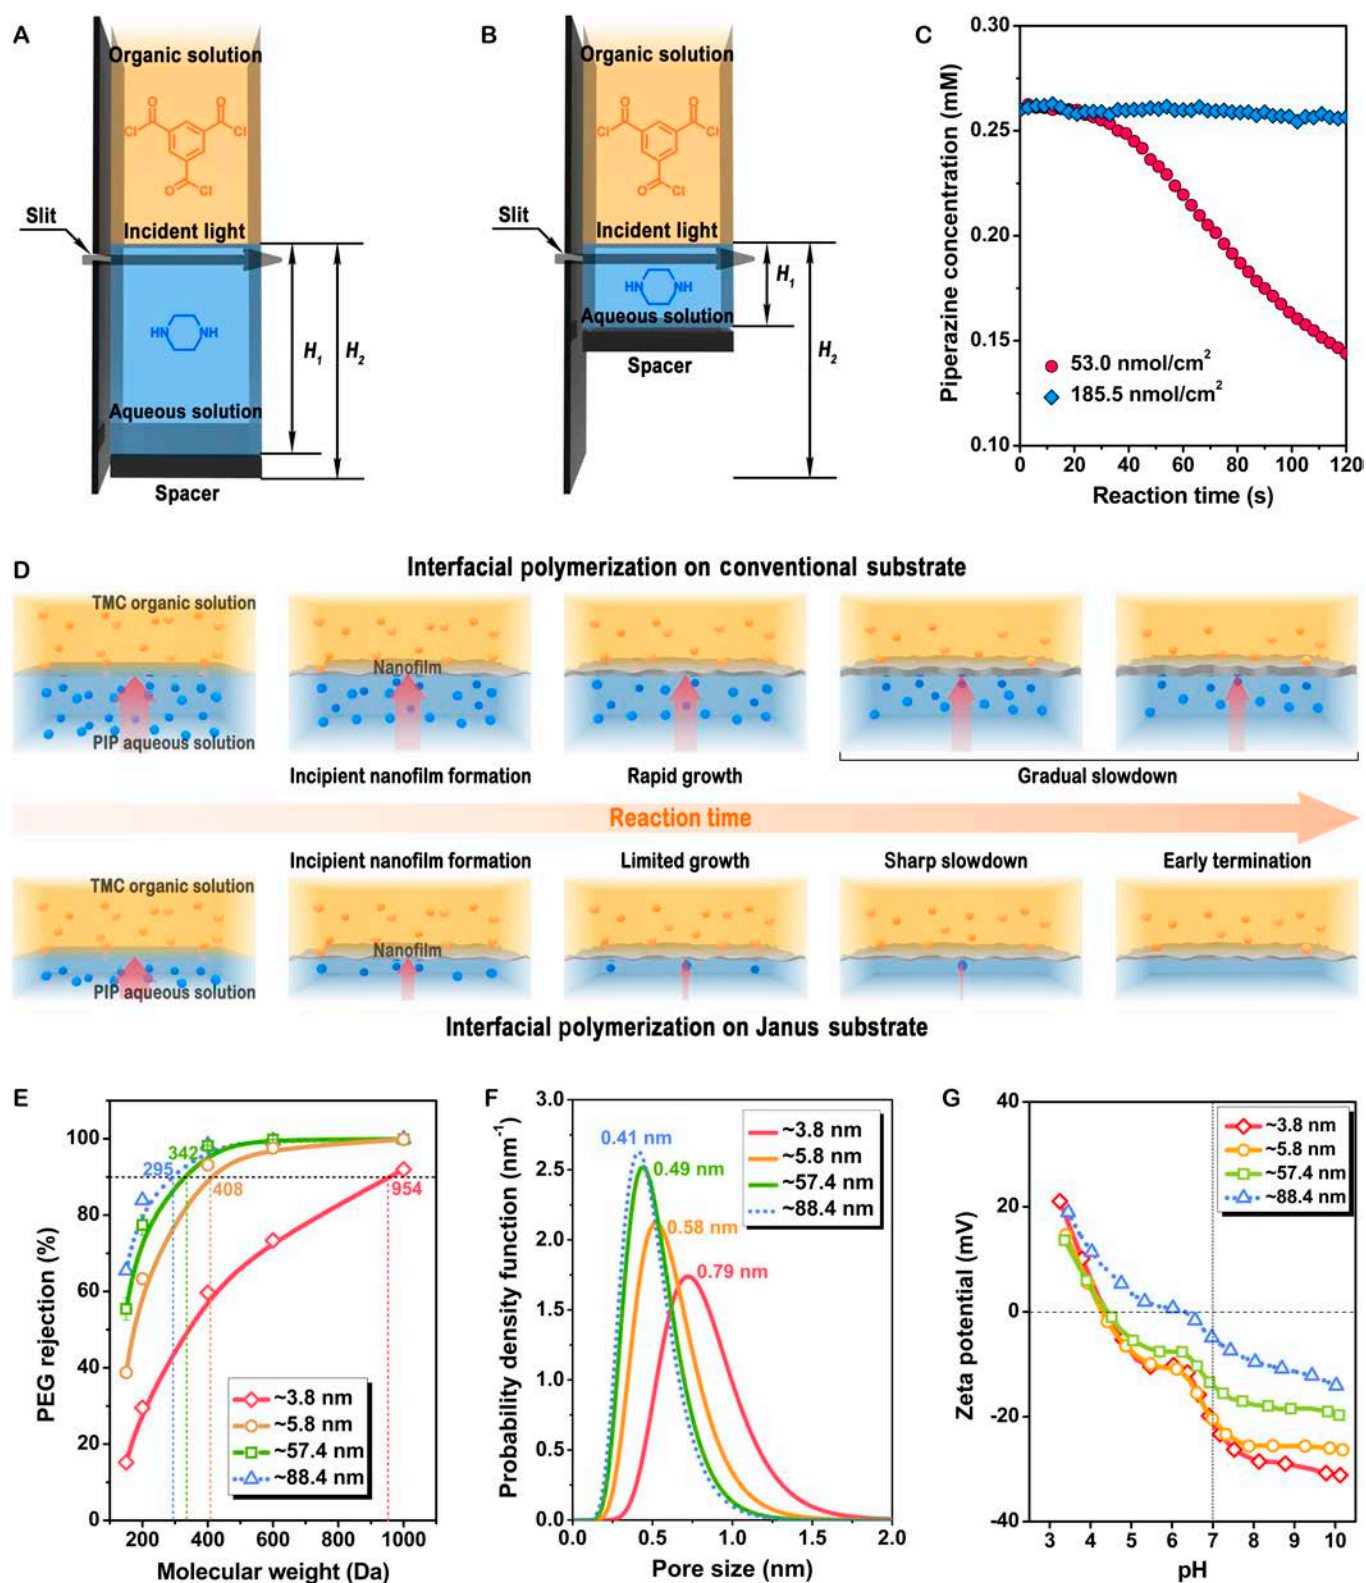 A
Organic solution
O
Cl
O
Cl
O
Cl
Slit
Incident light
HN
NH
H1
H2
Aqueous solution
Spacer
B
Organic solution
O
Cl
O
Cl
O
Cl
Slit
Incident light
HN
NH
H1
Aqueous solution
Spacer
H2
C
Piperazine concentration (mM)
0.30
0.25
0.20
0.15
0.10
53.0 nmol/cm²
185.5 nmol/cm²
0 20 40 60 80 100 120
Reaction time (s)
D
Interfacial polymerization on conventional substrate
TMC organic solution
Nanofilm
PIP aqueous solution
Incipient nanofilm formation
Rapid growth
Gradual slowdown
Reaction time
Incipient nanofilm formation
Limited growth
Sharp slowdown
Early termination
TMC organic solution
Nanofilm
PIP aqueous solution
Interfacial polymerization on Janus substrate
E
PEG rejection (%)
100
80
60
40
20
0
295
342
408
954
~3.8 nm
~5.8 nm
~57.4 nm
~88.4 nm
200 400 600 800 1000
Molecular weight (Da)
F
Probability density function (nm⁻¹)
3.0
2.5
2.0
1.5
1.0
0.5
0.0
0.41 nm
0.49 nm
0.58 nm
0.79 nm
~3.8 nm
~5.8 nm
~57.4 nm
~88.4 nm
0.0 0.5 1.0 1.5 2.0
Pore size (nm)
G
Zeta potential (mV)
40
20
0
-20
-40
~3.8 nm
~5.8 nm
~57.4 nm
~88.4 nm
3 4 5 6 7 8 9 10
pH